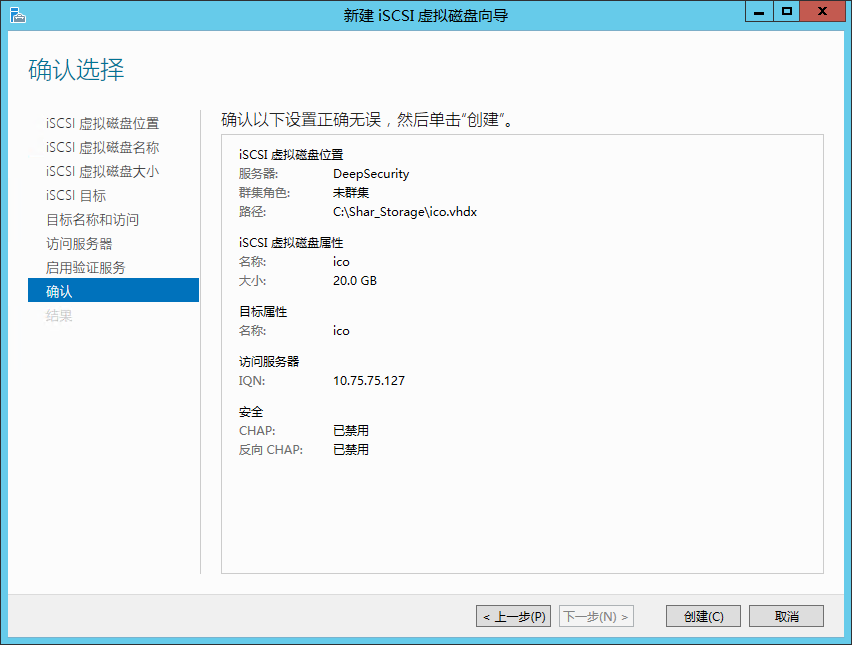 新建 iSCSI 虚拟磁盘向导
确认选择
iSCSI 虚拟磁盘位置
iSCSI 虚拟磁盘名称
iSCSI 虚拟磁盘大小
iSCSI 目标
目标名称和访问
访问服务器
启用验证服务
确认
结果
确认以下设置正确无误，然后单击“创建”。
iSCSI 虚拟磁盘位置
服务器: DeepSecurity
群集角色: 未群集
路径: C:\Shar_Storage\ico.vhdx
iSCSI 虚拟磁盘属性
名称: ico
大小: 20.0 GB
目标属性
名称: ico
访问服务器
IQN: 10.75.75.127
安全
CHAP: 已禁用
反向 CHAP: 已禁用
< 上一步(P) 下一步(N) > 创建(C) 取消